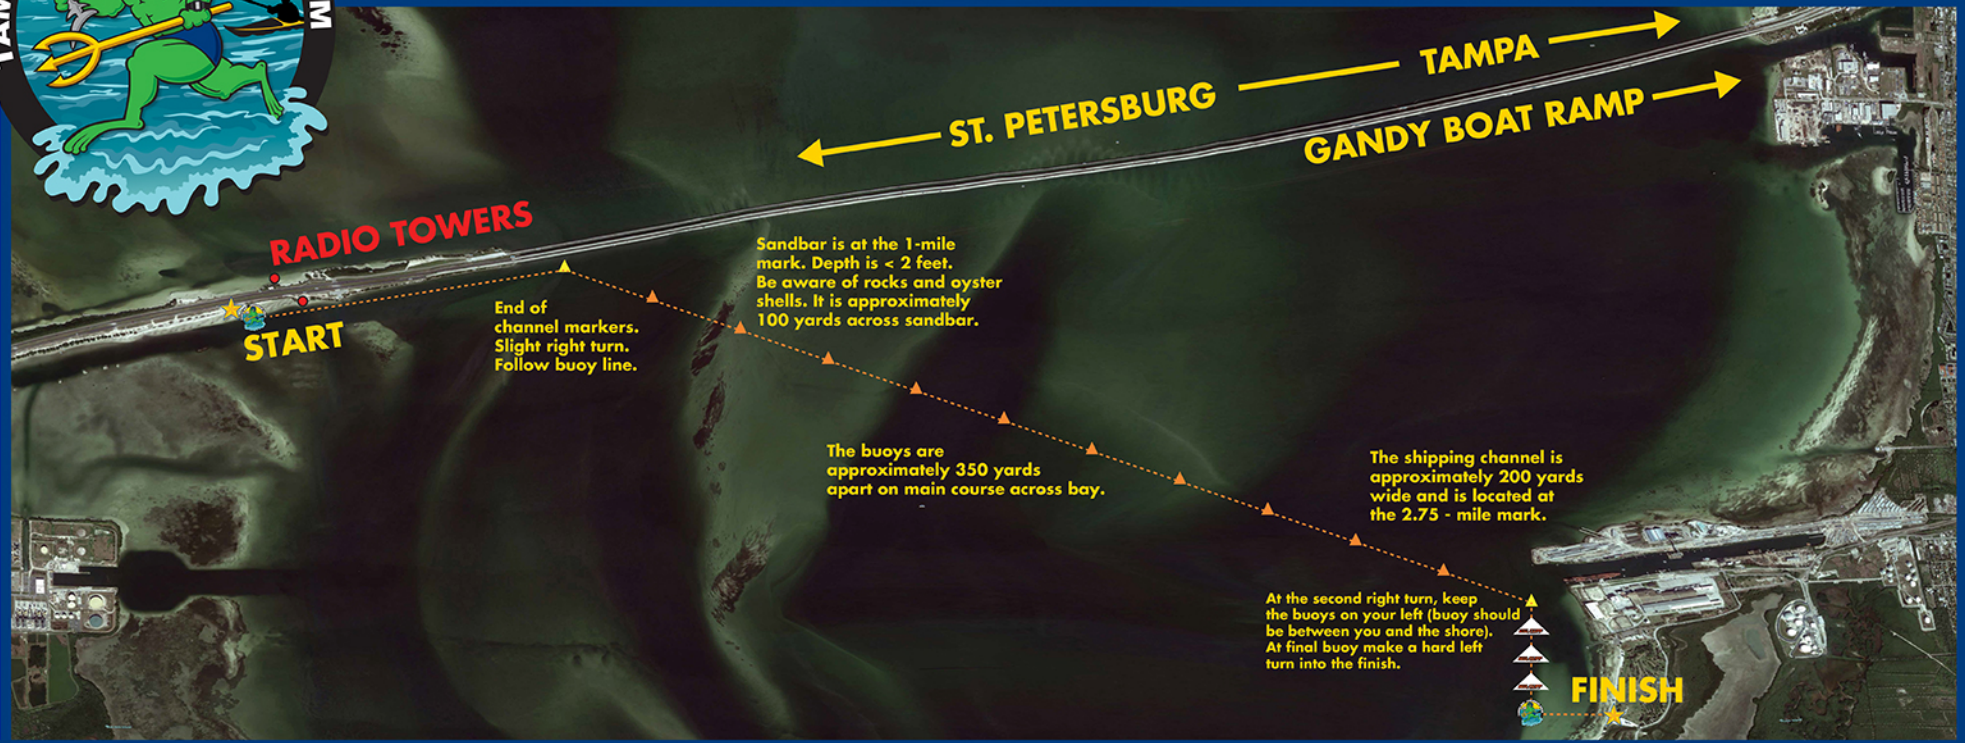 TAM
M
ST. PETERSBURG
TAMPA
GANDY BOAT RAMP
RADIO TOWERS
START
End of
channel markers.
Slight right turn.
Follow buoy line.
Sandbar is at the 1-mile
mark. Depth is < 2 feet.
Be aware of rocks and oyster
shells. It is approximately
100 yards across sandbar.
The buoys are
approximately 350 yards
apart on main course across bay.
The shipping channel is
approximately 200 yards
wide and is located at
the 2.75 - mile mark.
At the second right turn, keep
the buoys on your left (buoy should
be between you and the shore).
At final buoy make a hard left
turn into the finish.
FINISH